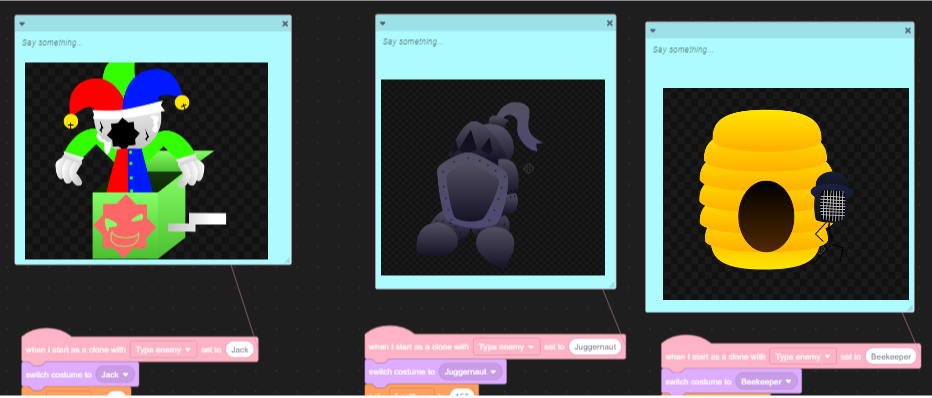 Say something...
Say something...
Say something...
when I start as a clone with Typa enemy set to Jack
switch costume to Jack
when I start as a clone with Typa enemy set to Juggernaut
switch costume to Juggernaut
when I start as a clone with Typa enemy set to Beekeeper
switch costume to Beekeeper